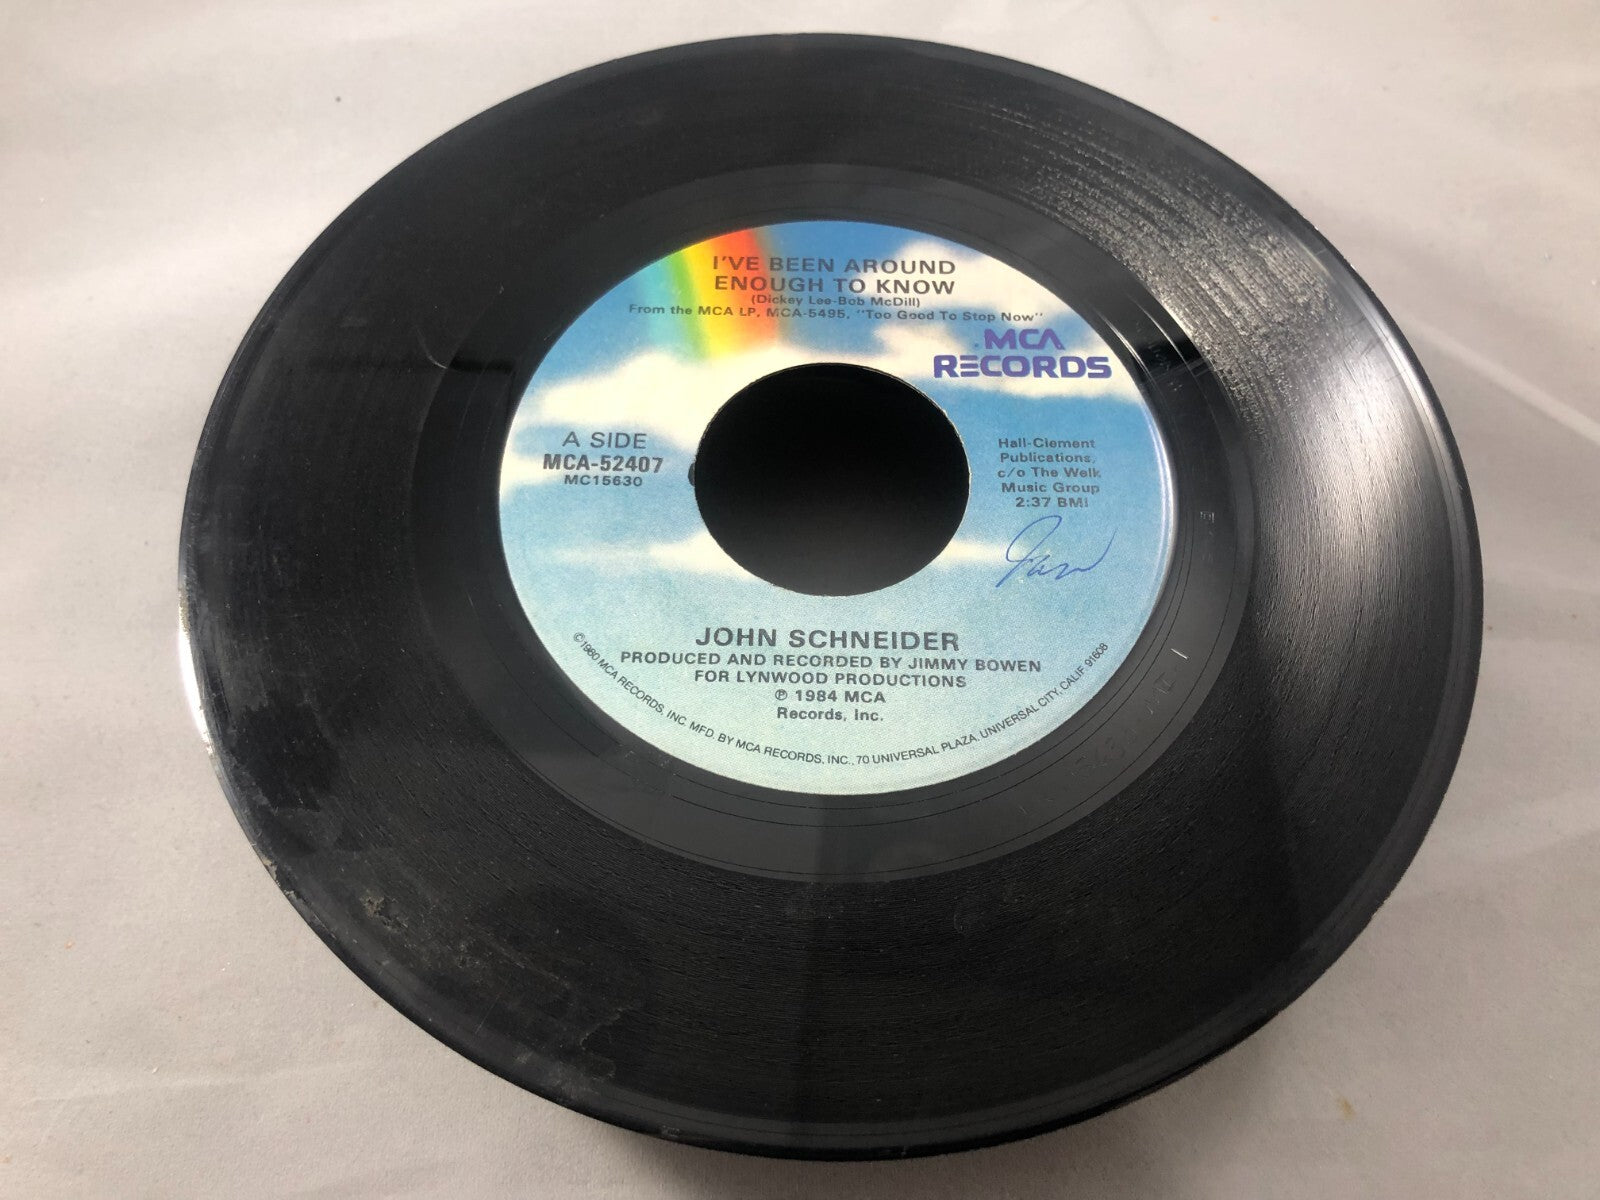 I'VE BEEN AROUND
ENOUGH TO KNOW
(Dickey Lee-Bob McDill)
From the MCA LP, MCA-5495, "Too Good To Stop Now"
MCA
RECORDS
A SIDE
MCA-52407
MC15630
Hall-Clement
Publications,
c/o The Welk
Music Group
2:37 BMI
JOHN SCHNEIDER
PRODUCED AND RECORDED BY JIMMY BOWEN
FOR LYNWOOD PRODUCTIONS
℗ 1984 MCA
Records, Inc.
©1980 MCA RECORDS, INC. MFD. BY MCA RECORDS, INC., 70 UNIVERSAL PLAZA, UNIVERSAL CITY, CALIF. 91608